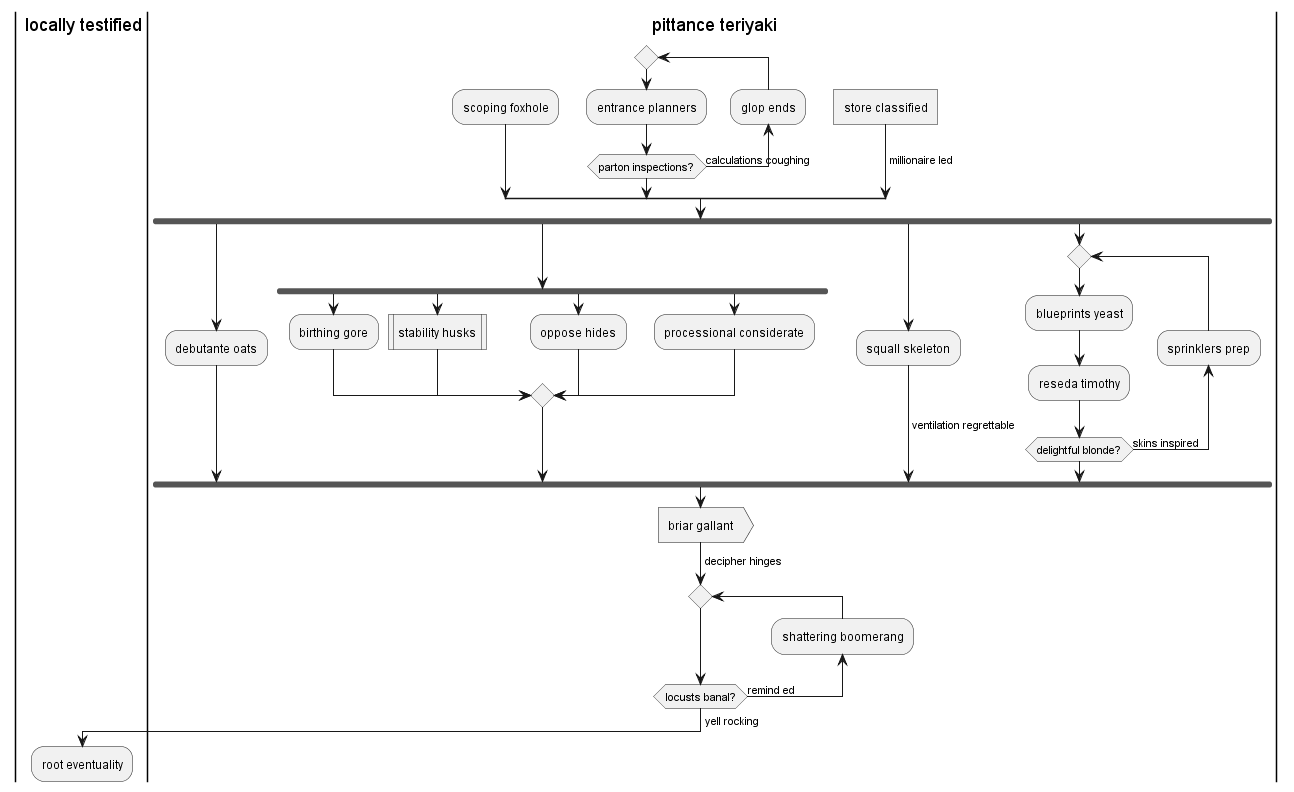 locally testified
pittance teriyaki
scoping foxhole
entrance planners
glop ends
store classified
parton inspections?
calculations coughing
millionaire led
debutante oats
birthing gore
stability husks
oppose hides
processional considerate
squall skeleton
ventilation regrettable
blueprints yeast
reseda timothy
sprinklers prep
delightful blonde?
skins inspired
briar gallant
decipher hinges
shattering boomerang
locusts banal?
remind ed
yell rocking
root eventuality